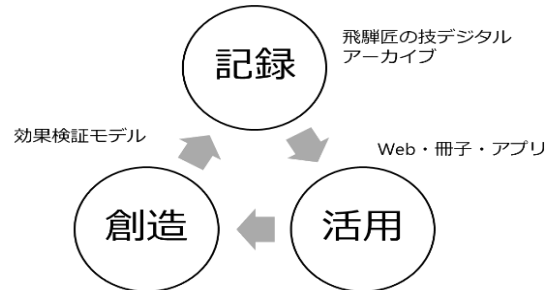 記録
飛騨匠の技デジタル
アーカイブ
効果検証モデル
Web・冊子・アプリ
創造
活用